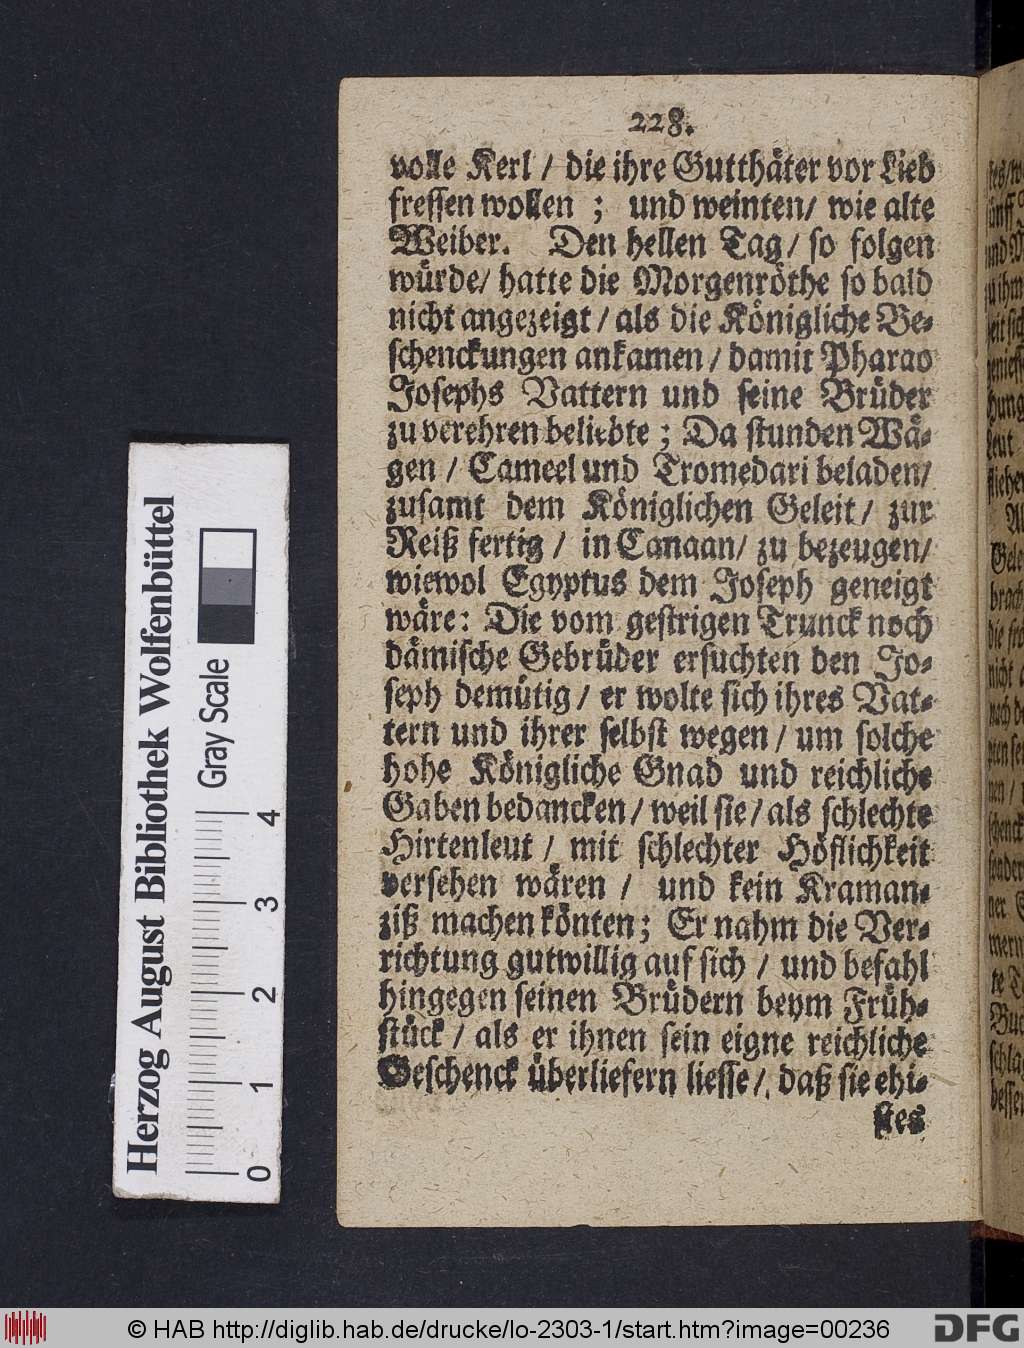 228.
volle Kerl / die ihre Gutthäter vor Lieb
fressen wollen ; und weinten / wie alte
Weiber. Den hellen Tag / so folgen
würde / hatte die Morgenröthe so bald
nicht angezeigt / als die Königliche Be-
schenckungen ankamen / damit Pharao
Josephs Vattern und seine Brüder
zu verehren beliebte ; Da stunden Wä-
gen / Cameel und Tromedari beladen /
zusamt dem Königlichen Geleit / zur
Reiß fertig / in Canaan / zu bezeugen /
wiewol Egyptus dem Joseph geneigt
wäre : Die vom gestrigen Trunck noch
dämische Gebrüder ersuchten den Jo-
seph demütig / er wolte sich ihres Vat-
tern und ihrer selbst wegen / um solche
hohe Königliche Gnad und reichliche
Gaben bedancken / weil sie / als schlechte
Hirtenleut / mit schlechter Höflichkeit
versehen wären / und kein Kraman-
ziß machen könten ; Er nahm die Ver-
richtung gutwillig auf sich / und befahl
hingegen seinen Brüdern beym Früh-
stück / als er ihnen sein eigne reichliche
Geschenck überliefern liesse / daß sie ehi-
stes
Herzog August Bibliothek Wolfenbüttel
Gray Scale
0 1 2 3 4
© HAB http://diglib.hab.de/drucke/lo-2303-1/start.htm?image=00236
DFG